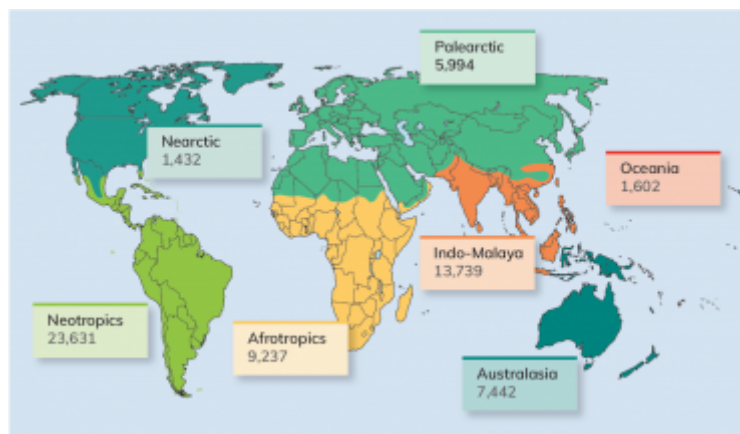 Palearctic
5,994
Nearctic
1,432
Oceania
1,602
Indo-Malaya
13,739
Neotropics
23,631
Afrotropics
9,237
Australasia
7,442